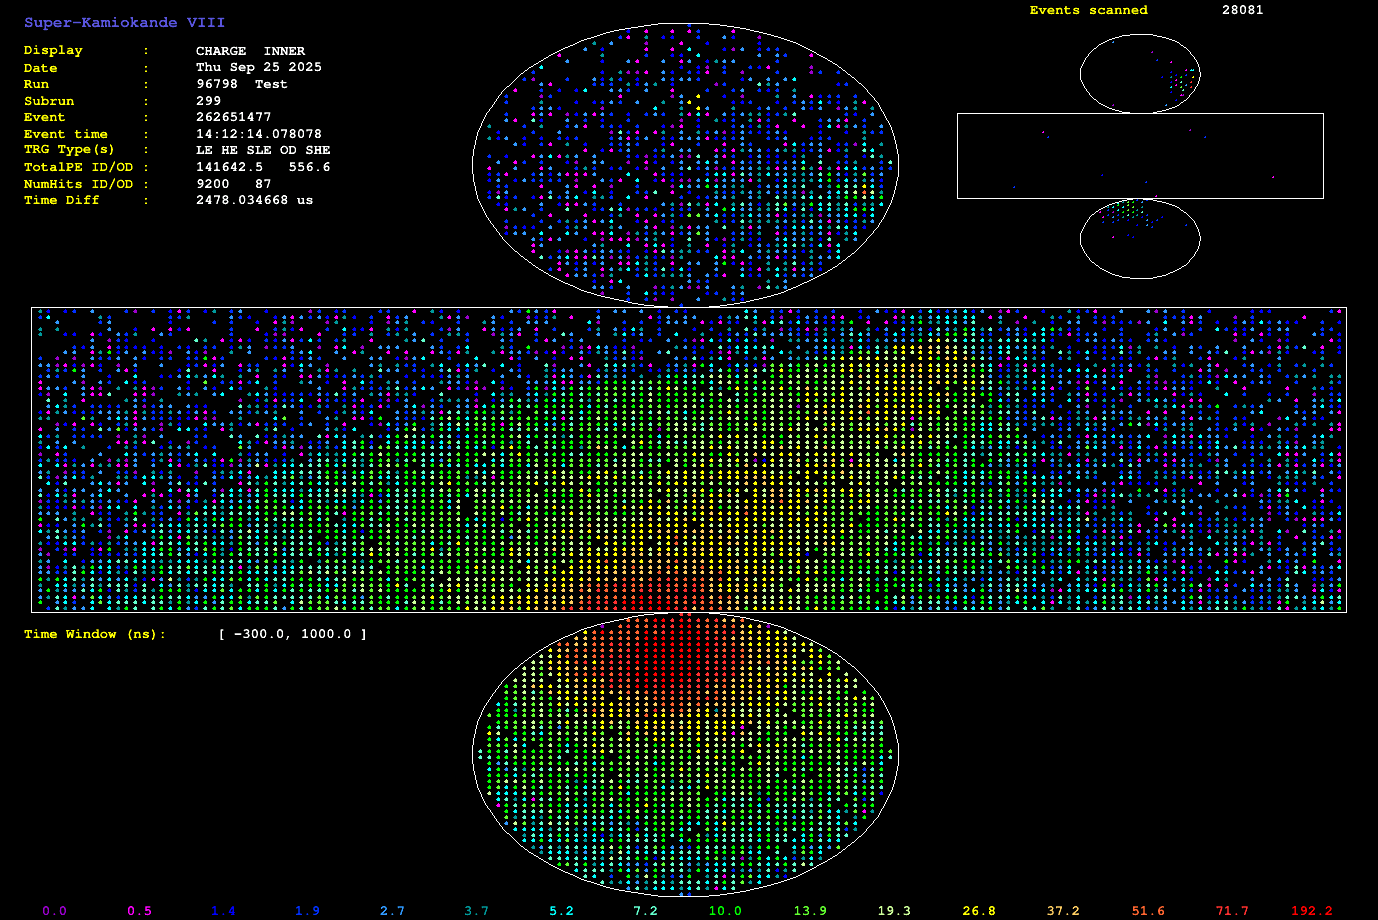 Super-Kamiokande VIII
Events scanned 28081
Display : CHARGE INNER
Date : Thu Sep 25 2025
Run : 96798 Test
Subrun : 299
Event : 262651477
Event time : 14:12:14.078078
TRG Type(s) : LE HE SLE OD SHE
TotalPE ID/OD : 141642.5 556.6
NumHits ID/OD : 9200 87
Time Diff : 2478.034668 us
Time Window (ns): [ -300.0, 1000.0 ]
0.0 0.5 1.4 1.9 2.7 3.7 5.2 7.2 10.0 13.9 19.3 26.8 37.2 51.6 71.7 192.2